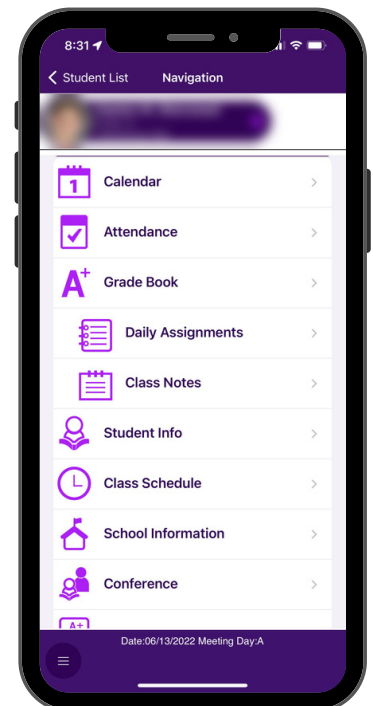 8:31
Student List Navigation
1 Calendar
Attendance
A+ Grade Book
Daily Assignments
Class Notes
Student Info
Class Schedule
School Information
Conference
A+
Date:06/13/2022 Meeting Day:A